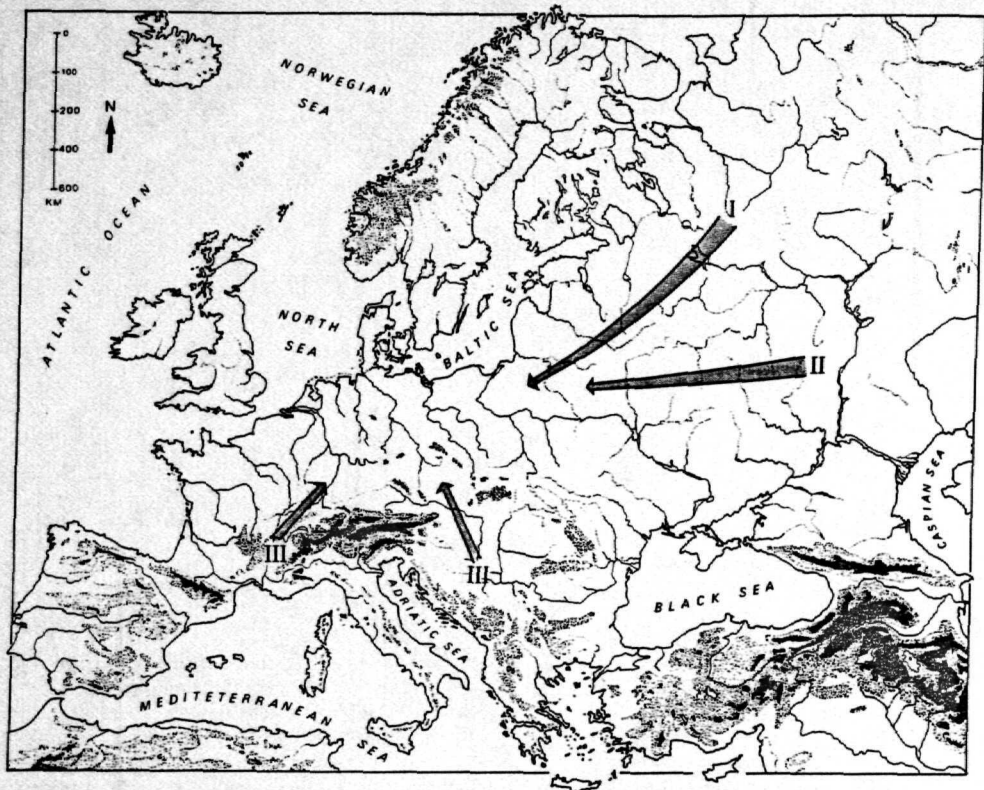 0
100
200
400
600
KM
N
NORWEGIAN
SEA
ATLANTIC OCEAN
NORTH
SEA
BALTIC SEA
I
II
III
III
ADRIATIC SEA
BLACK SEA
CASPIAN SEA
MEDITETERRANEAN
SEA